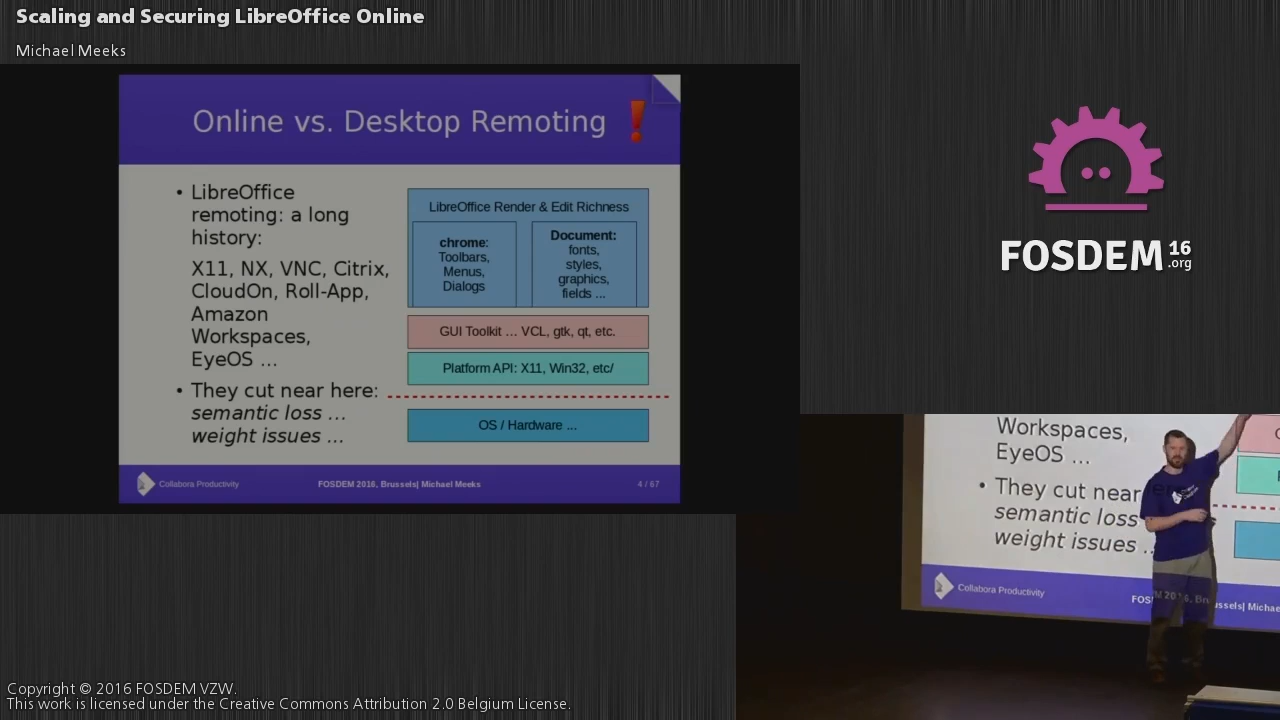 Scaling and Securing LibreOffice Online
Michael Meeks
Online vs. Desktop Remoting
• LibreOffice
remoting: a long
history:
X11, NX, VNC, Citrix,
CloudOn, Roll-App,
Amazon
Workspaces,
EyeOS ...
• They cut near here:
semantic loss ...
weight issues ...
LibreOffice Render & Edit Richness
chrome:
Toolbars,
Menus,
Dialogs
Document:
fonts,
styles,
graphics,
fields ...
GUI Toolkit ... VCL, gtk, qt, etc.
Platform API: X11, Win32, etc/
OS / Hardware ...
Collabora Productivity
FOSDEM 2016, Brussels| Michael Meeks
4 / 67
FOSDEM 16
.org
Workspaces,
EyeOS ...
• They cut near here:
semantic loss
weight issues ...
Collabora Productivity
FOSDEM 2016, Brussels| Michae
Copyright © 2016 FOSDEM VZW.
This work is licensed under the Creative Commons Attribution 2.0 Belgium License.